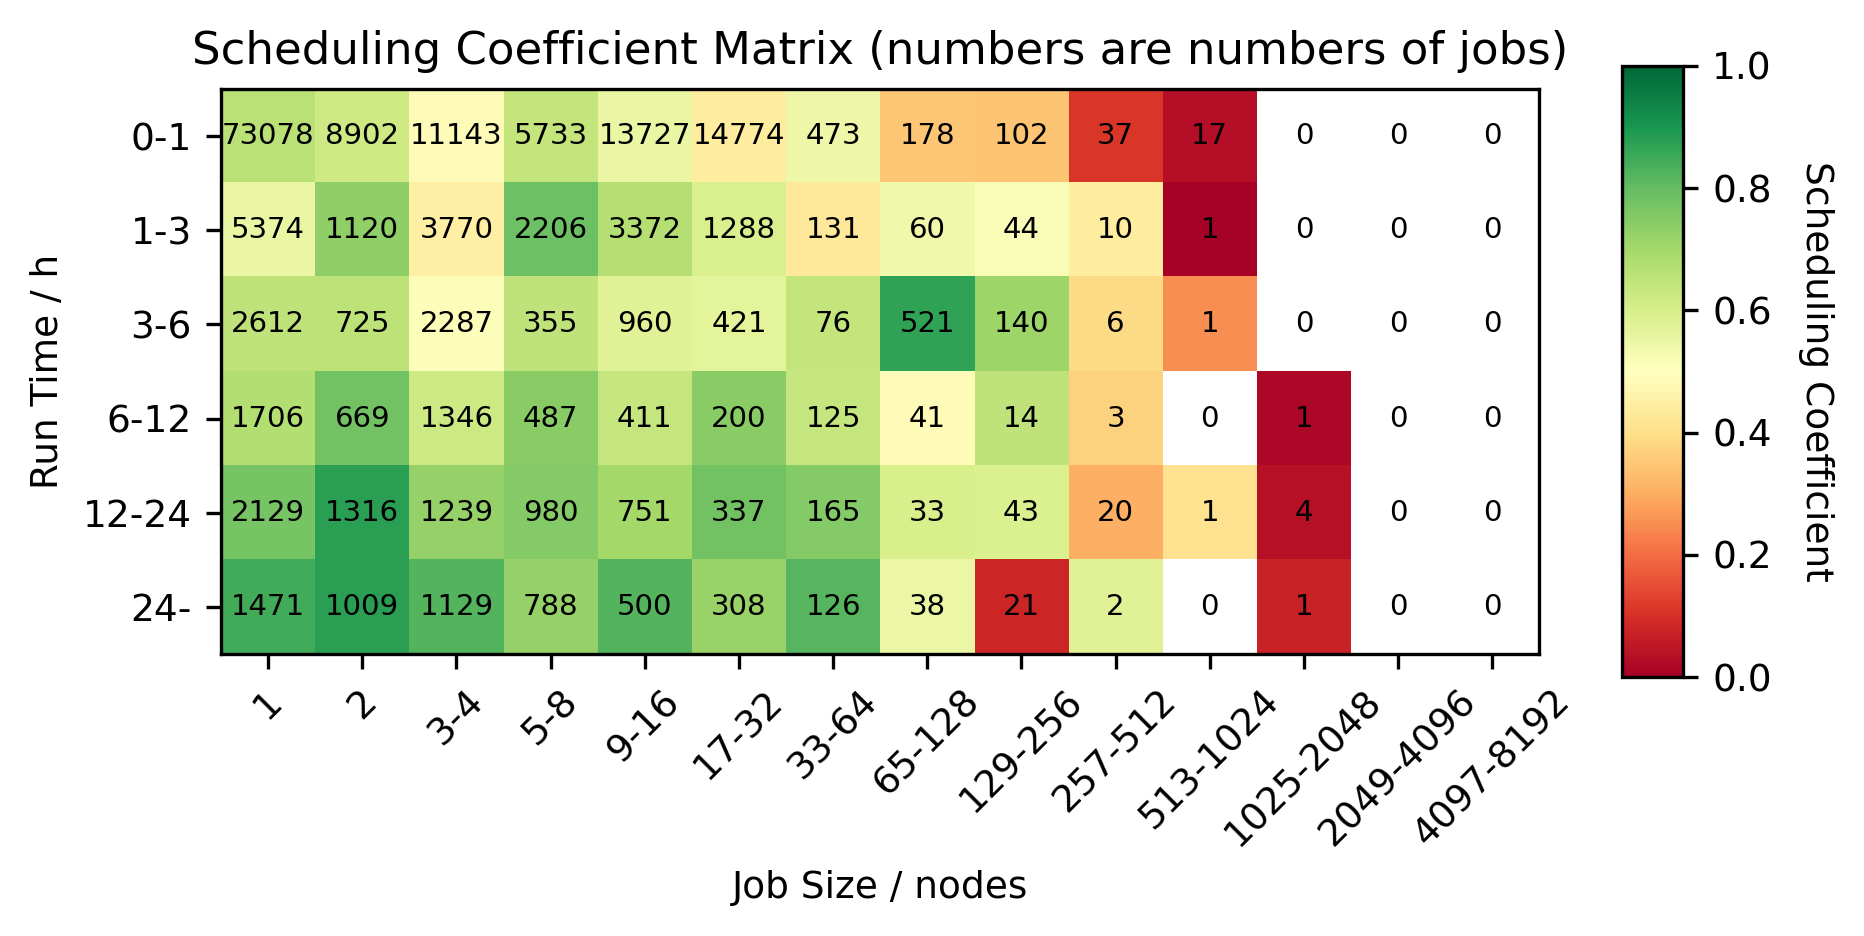 Scheduling Coefficient Matrix (numbers are numbers of jobs)
0-1 73078 8902 11143 5733 13727 14774 473 178 102 37 17 0 0 0
1-3 5374 1120 3770 2206 3372 1288 131 60 44 10 1 0 0 0
3-6 2612 725 2287 355 960 421 76 521 140 6 1 0 0 0
6-12 1706 669 1346 487 411 200 125 41 14 3 0 1 0 0
12-24 2129 1316 1239 980 751 337 165 33 43 20 1 4 0 0
24- 1471 1009 1129 788 500 308 126 38 21 2 0 1 0 0
Run Time / h
1 2 3-4 5-8 9-16 17-32 33-64 65-128 129-256 257-512 513-1024 1025-2048 2049-4096 4097-8192
Job Size / nodes
1.0
0.8
0.6
0.4
0.2
0.0
Scheduling Coefficient